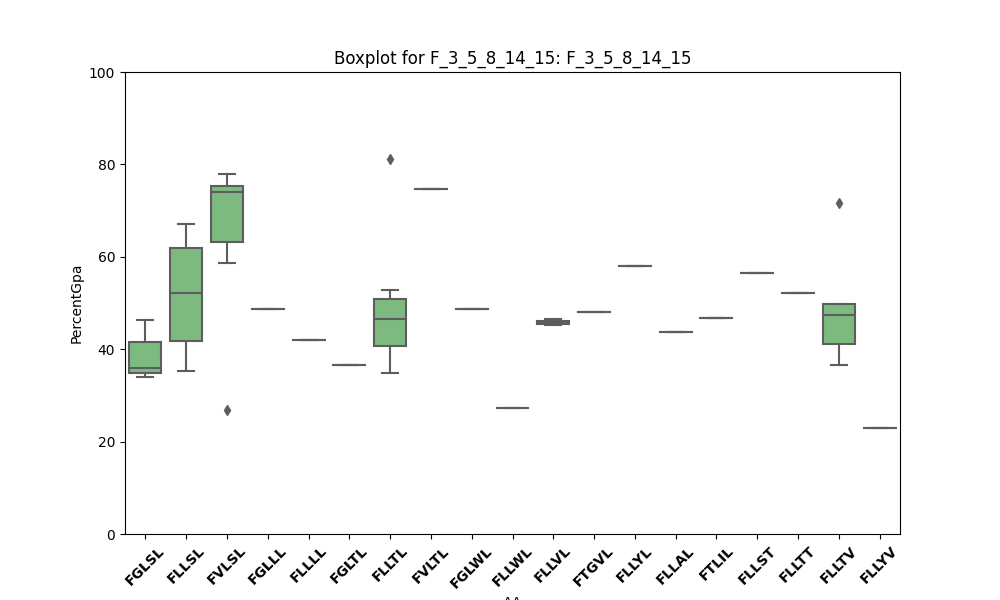 Boxplot for F_3_5_8_14_15: F_3_5_8_14_15
100
80
60
40
20
0
PercentGpa
FGLSL
FLLSL
FVLSL
FGLLL
FLLLL
FGLTL
FLLTL
FVLTL
FGLWL
FLLWL
FLLVL
FTGVL
FLLYL
FLLAL
FTLIL
FLLST
FLLTT
FLLTV
FLLYV